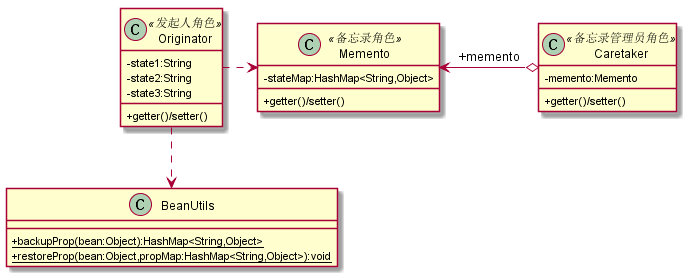 C
«发起人角色»
Originator
-state1:String
-state2:String
-state3:String
+getter()/setter()
C
«备忘录角色»
Memento
-stateMap:HashMap<String,Object>
+getter()/setter()
+memento
C
«备忘录管理员角色»
Caretaker
-memento:Memento
+getter()/setter()
C
BeanUtils
+backupProp(bean:Object):HashMap<String,Object>
+restoreProp(bean:Object,propMap:HashMap<String,Object>):void